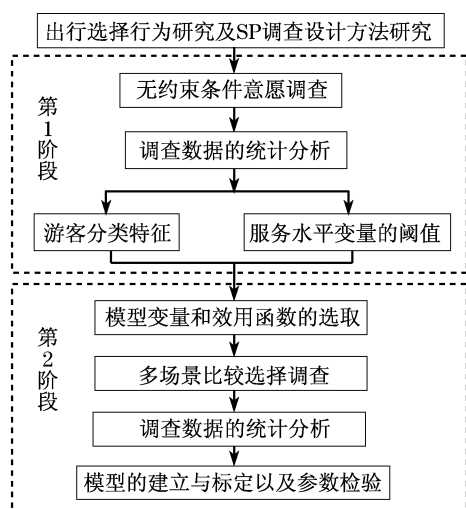 出行选择行为研究及SP调查设计方法研究
第1阶段
无约束条件意愿调查
调查数据的统计分析
游客分类特征
服务水平变量的阈值
第2阶段
模型变量和效用函数的选取
多场景比较选择调查
调查数据的统计分析
模型的建立与标定以及参数检验